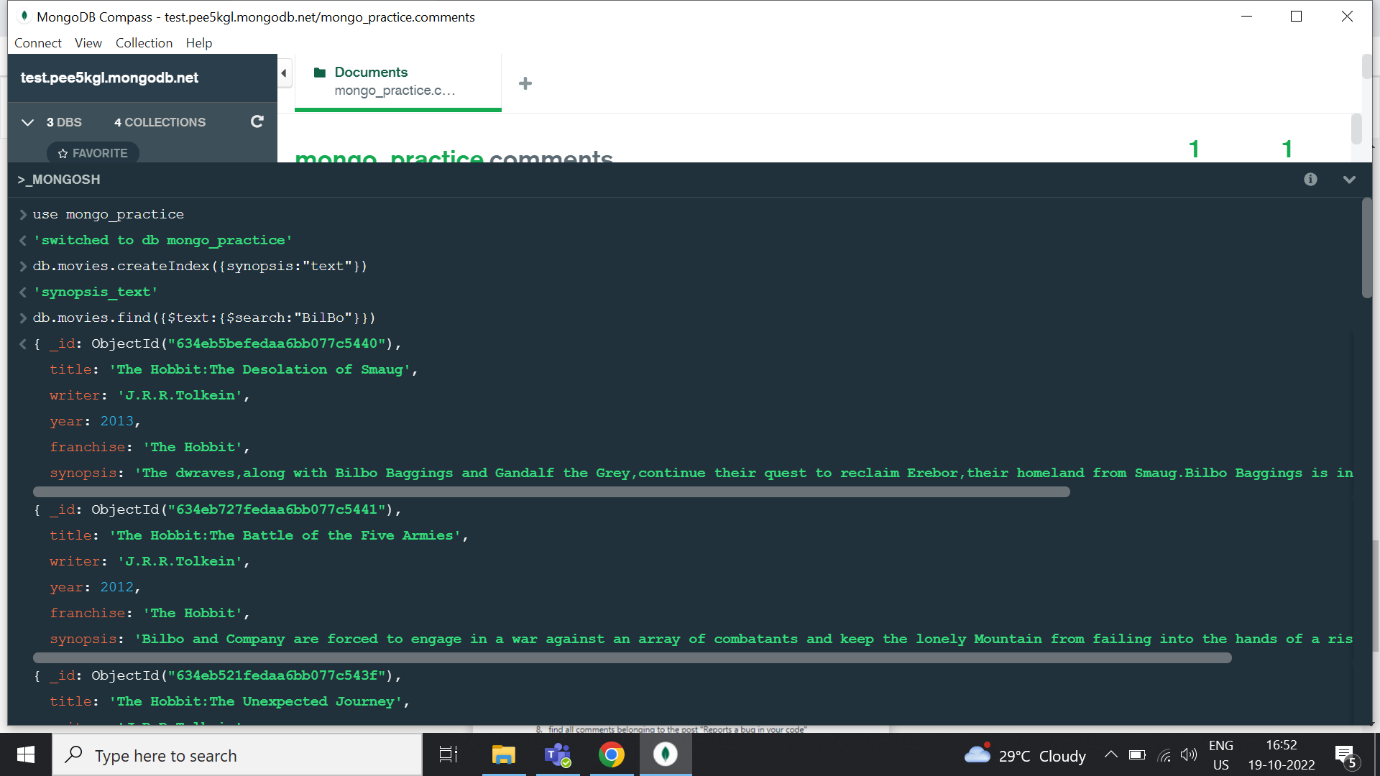 MongoDB Compass - test.pee5kgl.mongodb.net/mongo_practice.comments
Connect View Collection Help
test.pee5kgl.mongodb.net
Documents
mongo_practice.c...
3 DBS 4 COLLECTIONS
FAVORITE
mongo_practice.comments
1 1
>_MONGOSH
use mongo_practice
'switched to db mongo_practice'
db.movies.createIndex({synopsis:"text"})
'synopsis_text'
db.movies.find({$text:{$search:"BilBo"}})
{ _id: ObjectId("634eb5befedaa6bb077c5440"),
title: 'The Hobbit:The Desolation of Smaug',
writer: 'J.R.R.Tolkein',
year: 2013,
franchise: 'The Hobbit',
synopsis: 'The dwraves,along with Bilbo Baggings and Gandalf the Grey,continue their quest to reclaim Erebor,their homeland from Smaug.Bilbo Baggings is in
{ _id: ObjectId("634eb727fedaa6bb077c5441"),
title: 'The Hobbit:The Battle of the Five Armies',
writer: 'J.R.R.Tolkein',
year: 2012,
franchise: 'The Hobbit',
synopsis: 'Bilbo and Company are forced to engage in a war against an array of combatants and keep the lonely Mountain from failing into the hands of a ris
{ _id: ObjectId("634eb521fedaa6bb077c543f"),
title: 'The Hobbit:The Unexpected Journey',
8. find all comments belonging to the post "Reports a bug in your code"
Type here to search
29°C Cloudy
ENG
US
16:52
19-10-2022
5